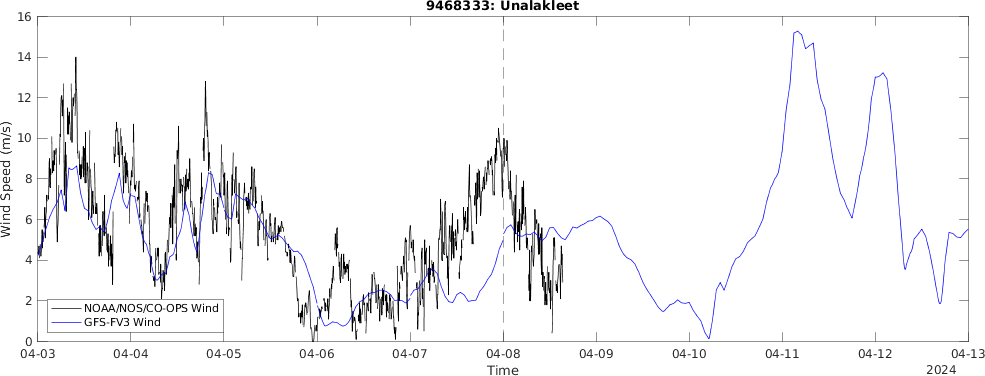 9468333: Unalakleet
16
14
12
10
8
6
4
2
0
Wind Speed (m/s)
NOAA/NOS/CO-OPS Wind
GFS-FV3 Wind
04-03 04-04 04-05 04-06 04-07 04-08 04-09 04-10 04-11 04-12 04-13
Time
2024